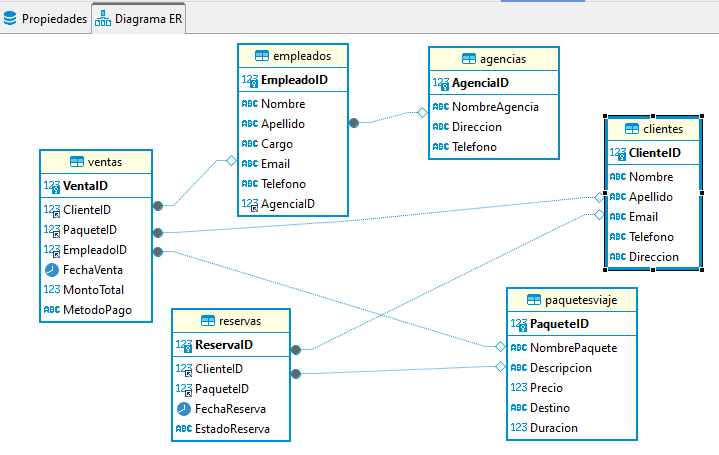 Propiedades
Diagrama ER
empleados
123 EmpleadoID
ABC Nombre
ABC Apellido
ABC Cargo
ABC Email
ABC Telefono
123 AgenciaID
agencias
123 AgenciaID
ABC NombreAgencia
ABC Direccion
ABC Telefono
clientes
123 ClienteID
ABC Nombre
ABC Apellido
ABC Email
ABC Telefono
ABC Direccion
ventas
123 VentaID
123 ClienteID
123 PaqueteID
123 EmpleadoID
FechaVenta
123 MontoTotal
ABC MetodoPago
reservas
123 ReservaID
123 ClienteID
123 PaqueteID
FechaReserva
ABC EstadoReserva
paquetesviaje
123 PaqueteID
ABC NombrePaquete
ABC Descripcion
123 Precio
ABC Destino
123 Duracion